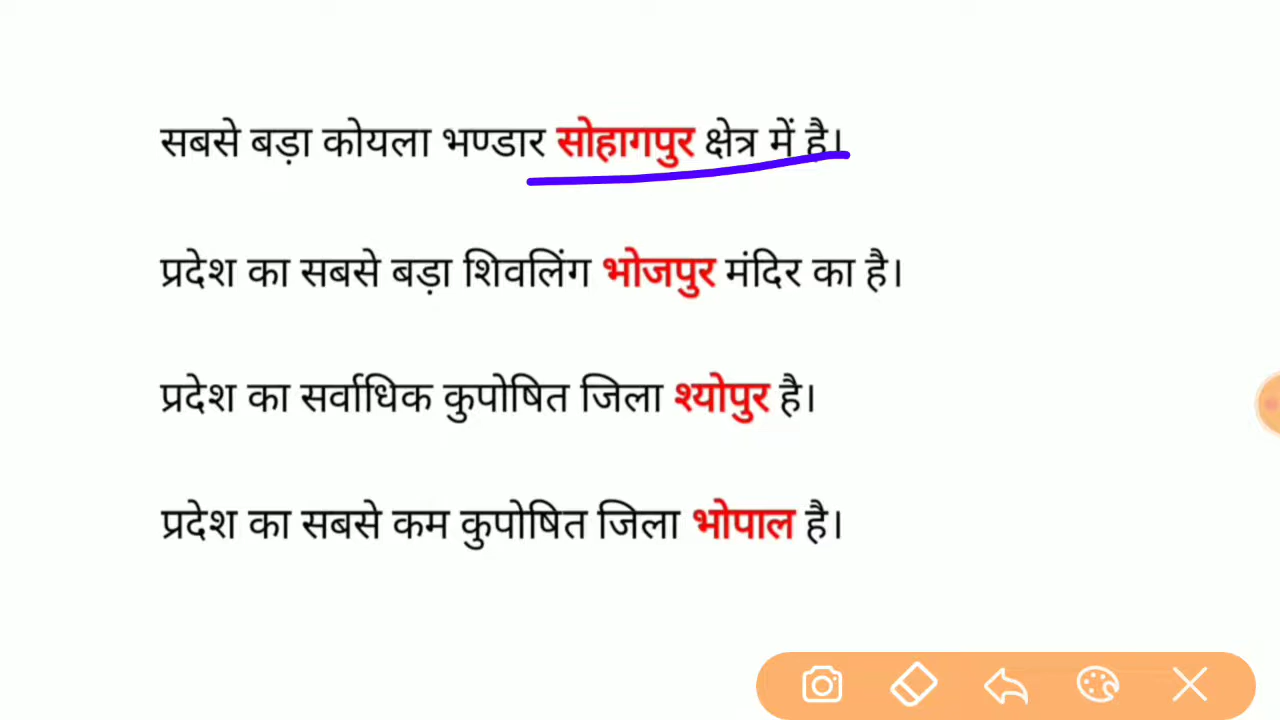 सबसे बड़ा कोयला भण्डार सोहागपुर क्षेत्र में है।
प्रदेश का सबसे बड़ा शिवलिंग भोजपुर मंदिर का है।
प्रदेश का सर्वाधिक कुपोषित जिला श्योपुर है।
प्रदेश का सबसे कम कुपोषित जिला भोपाल है।